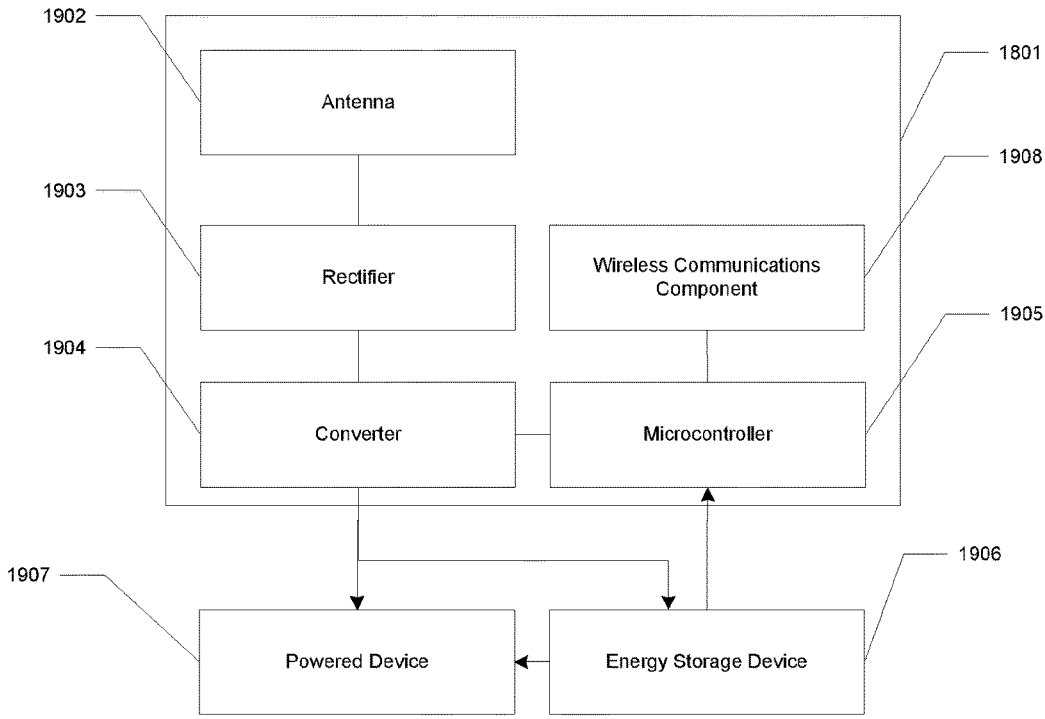 1902
1801
Antenna
1908
1903
Rectifier
Wireless Communications
Component
1905
1904
Converter
Microcontroller
1906
1907
Powered Device
Energy Storage Device